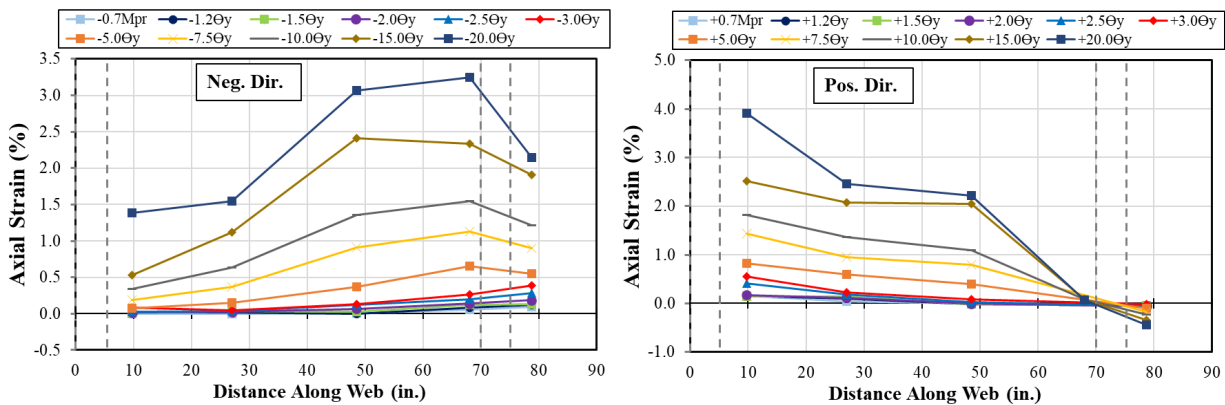 -0.7Mpr -1.2Θy -1.5Θy -2.0Θy -2.5Θy -3.0Θy
-5.0Θy -7.5Θy -10.0Θy -15.0Θy -20.0Θy
Neg. Dir.
Axial Strain (%)
3.5
3.0
2.5
2.0
1.5
1.0
0.5
0.0
-0.5
0 10 20 30 40 50 60 70 80 90
Distance Along Web (in.)
+0.7Mpr +1.2Θy +1.5Θy +2.0Θy +2.5Θy +3.0Θy
+5.0Θy +7.5Θy +10.0Θy +15.0Θy +20.0Θy
Pos. Dir.
Axial Strain (%)
5.0
4.0
3.0
2.0
1.0
0.0
-1.0
0 10 20 30 40 50 60 70 80 90
Distance Along Web (in.)